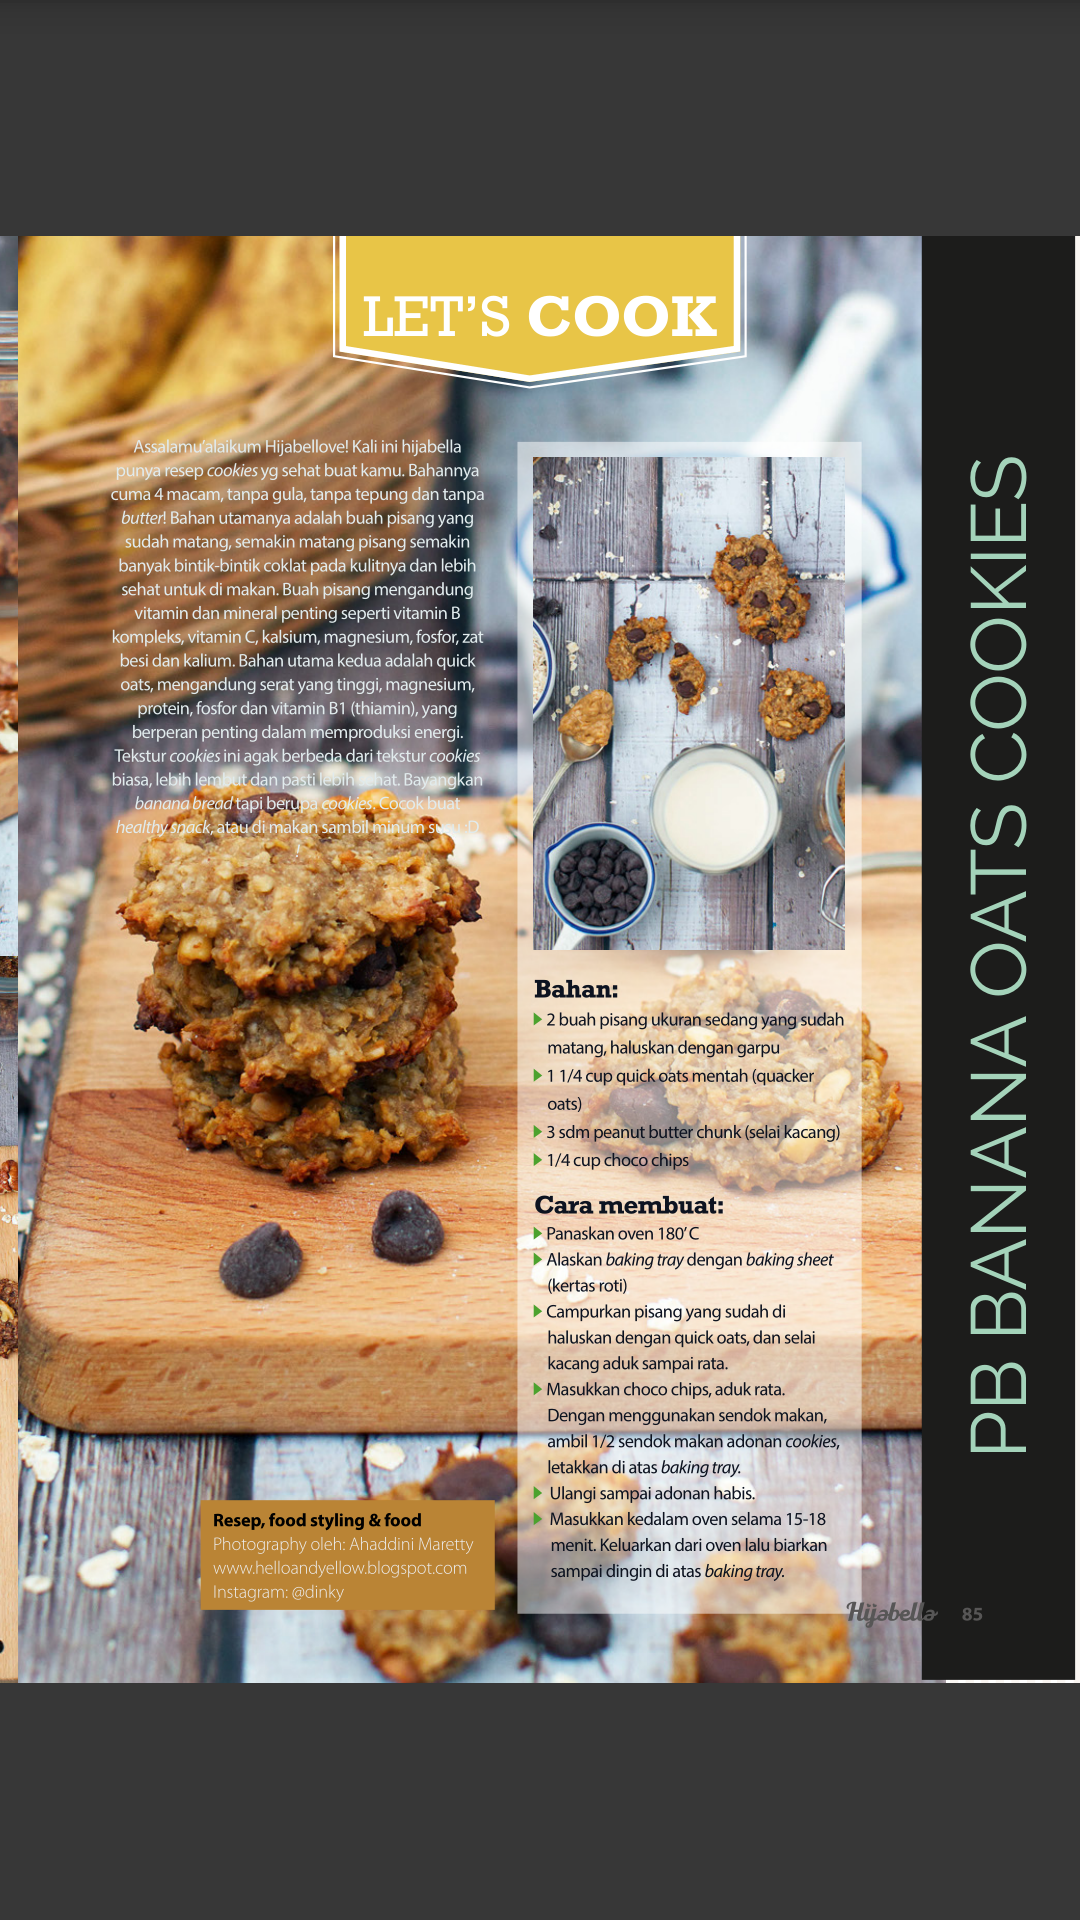 LET'S COOK
Assalamu'alaikum Hijabellove! Kali ini hijabella
punya resep cookies yg sehat buat kamu. Bahannya
cuma 4 macam, tanpa gula, tanpa tepung dan tanpa
butter! Bahan utamanya adalah buah pisang yang
sudah matang, semakin matang pisang semakin
banyak bintik-bintik coklat pada kulitnya dan lebih
sehat untuk di makan. Buah pisang mengandung
vitamin dan mineral penting seperti vitamin B
kompleks, vitamin C, kalsium, magnesium, fosfor, zat
besi dan kalium. Bahan utama kedua adalah quick
oats, mengandung serat yang tinggi, magnesium,
protein, fosfor dan vitamin B1 (thiamin), yang
berperan penting dalam memproduksi energi.
Tekstur cookies ini agak berbeda dari tekstur cookies
biasa, lebih lembut dan pasti lebih sehat. Bayangkan
banana bread tapi berupa cookies. Cocok buat
healthy snack, atau di makan sambil minum susu :D
!
Bahan:
2 buah pisang ukuran sedang yang sudah
matang, haluskan dengan garpu
1 1/4 cup quick oats mentah (quacker
oats)
3 sdm peanut butter chunk (selai kacang)
1/4 cup choco chips
Cara membuat:
Panaskan oven 180'C
Alaskan baking tray dengan baking sheet
(kertas roti)
Campurkan pisang yang sudah di
haluskan dengan quick oats, dan selai
kacang aduk sampai rata.
Masukkan choco chips, aduk rata.
Dengan menggunakan sendok makan,
ambil 1/2 sendok makan adonan cookies,
letakkan di atas baking tray.
Ulangi sampai adonan habis.
Masukkan kedalam oven selama 15-18
menit. Keluarkan dari oven lalu biarkan
sampai dingin di atas baking tray.
Resep, food styling & food
Photography oleh: Ahaddini Maretty
www.helloandyellow.blogspot.com
Instagram: @dinky
PB BANANA OATS COOKIES
Hijabella 85